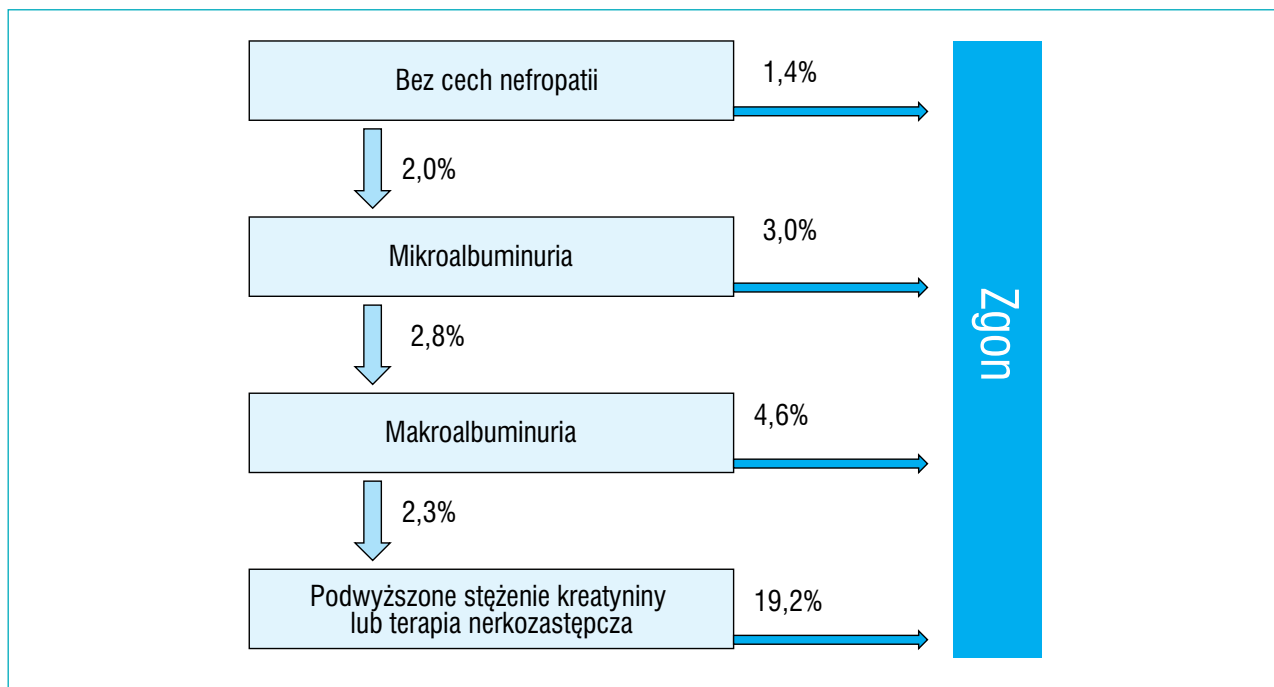 Bez cech nefropatii
1,4%
2,0%
Mikroalbuminuria
3,0%
2,8%
Makroalbuminuria
4,6%
2,3%
Podwyższone stężenie kreatyniny
lub terapia nerkozastępcza
19,2%
Zgon